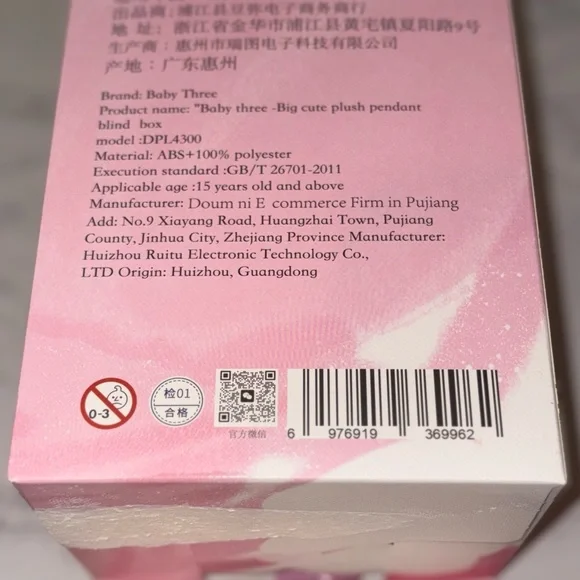 出品商：浦江县豆弥电子商务商行
地 址：浙江省金华市浦江县黄宅镇夏阳路9号
生产商：惠州市瑞图电子科技有限公司
产地：广东惠州
Brand: Baby Three
Product name: "Baby three -Big cute plush pendant
blind box
model :DPL4300
Material: ABS+100% polyester
Execution standard :GB/T 26701-2011
Applicable age :15 years old and above
Manufacturer: Doum ni E commerce Firm in Pujiang
Add: No.9 Xiayang Road, Huangzhai Town, Pujiang
County, Jinhua City, Zhejiang Province Manufacturer:
Huizhou Ruitu Electronic Technology Co.,
LTD Origin: Huizhou, Guangdong
0-3
检01
合格
官方微信
6 976919 369962